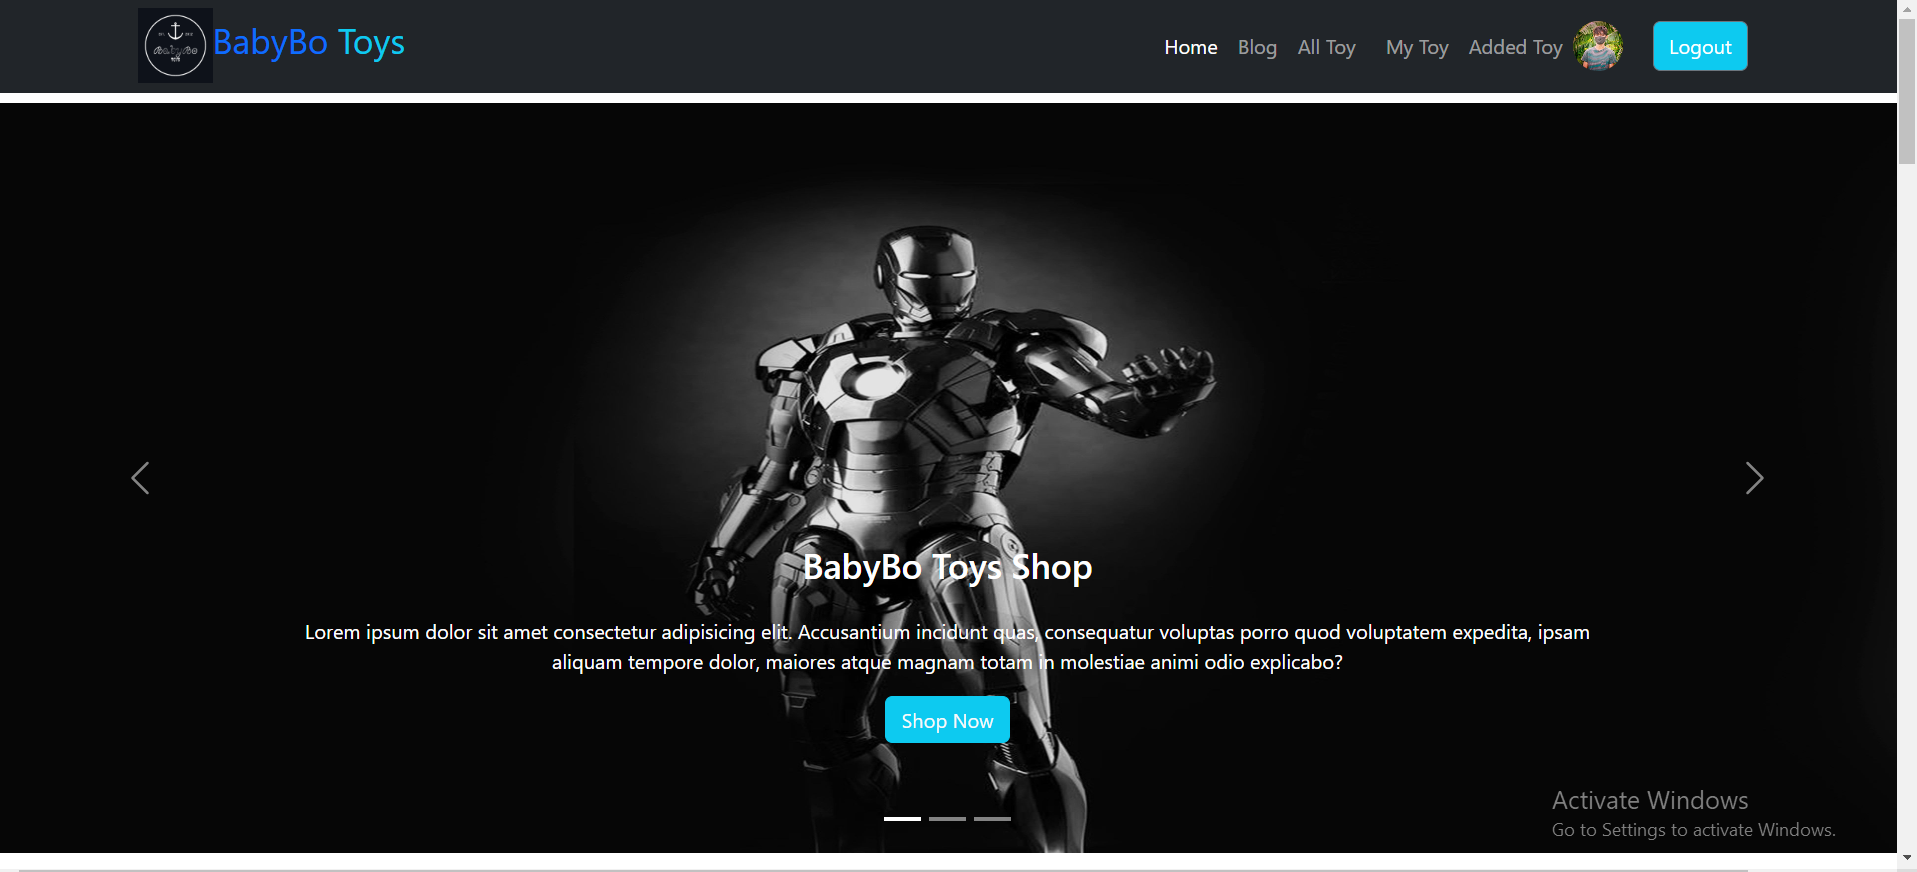 BabyBo
BabyBo Toys
Home Blog All Toy My Toy Added Toy Logout
BabyBo Toys Shop
Lorem ipsum dolor sit amet consectetur adipisicing elit. Accusantium incidunt quas, consequatur voluptas porro quod voluptatem expedita, ipsam
aliquam tempore dolor, maiores atque magnam totam in molestiae animi odio explicabo?
Shop Now
Activate Windows
Go to Settings to activate Windows.